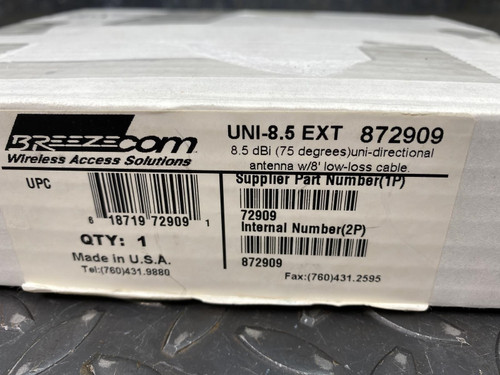 BREEZECOM
Wireless Access Solutions
UNI-8.5 EXT 872909
8.5 dBi (75 degrees)uni-directional
antenna w/8' low-loss cable.
UPC
6 18719 72909 1
QTY: 1
Made in U.S.A.
Tel:(760)431.9880
Supplier Part Number(1P)
72909
Internal Number(2P)
872909
Fax:(760)431.2595